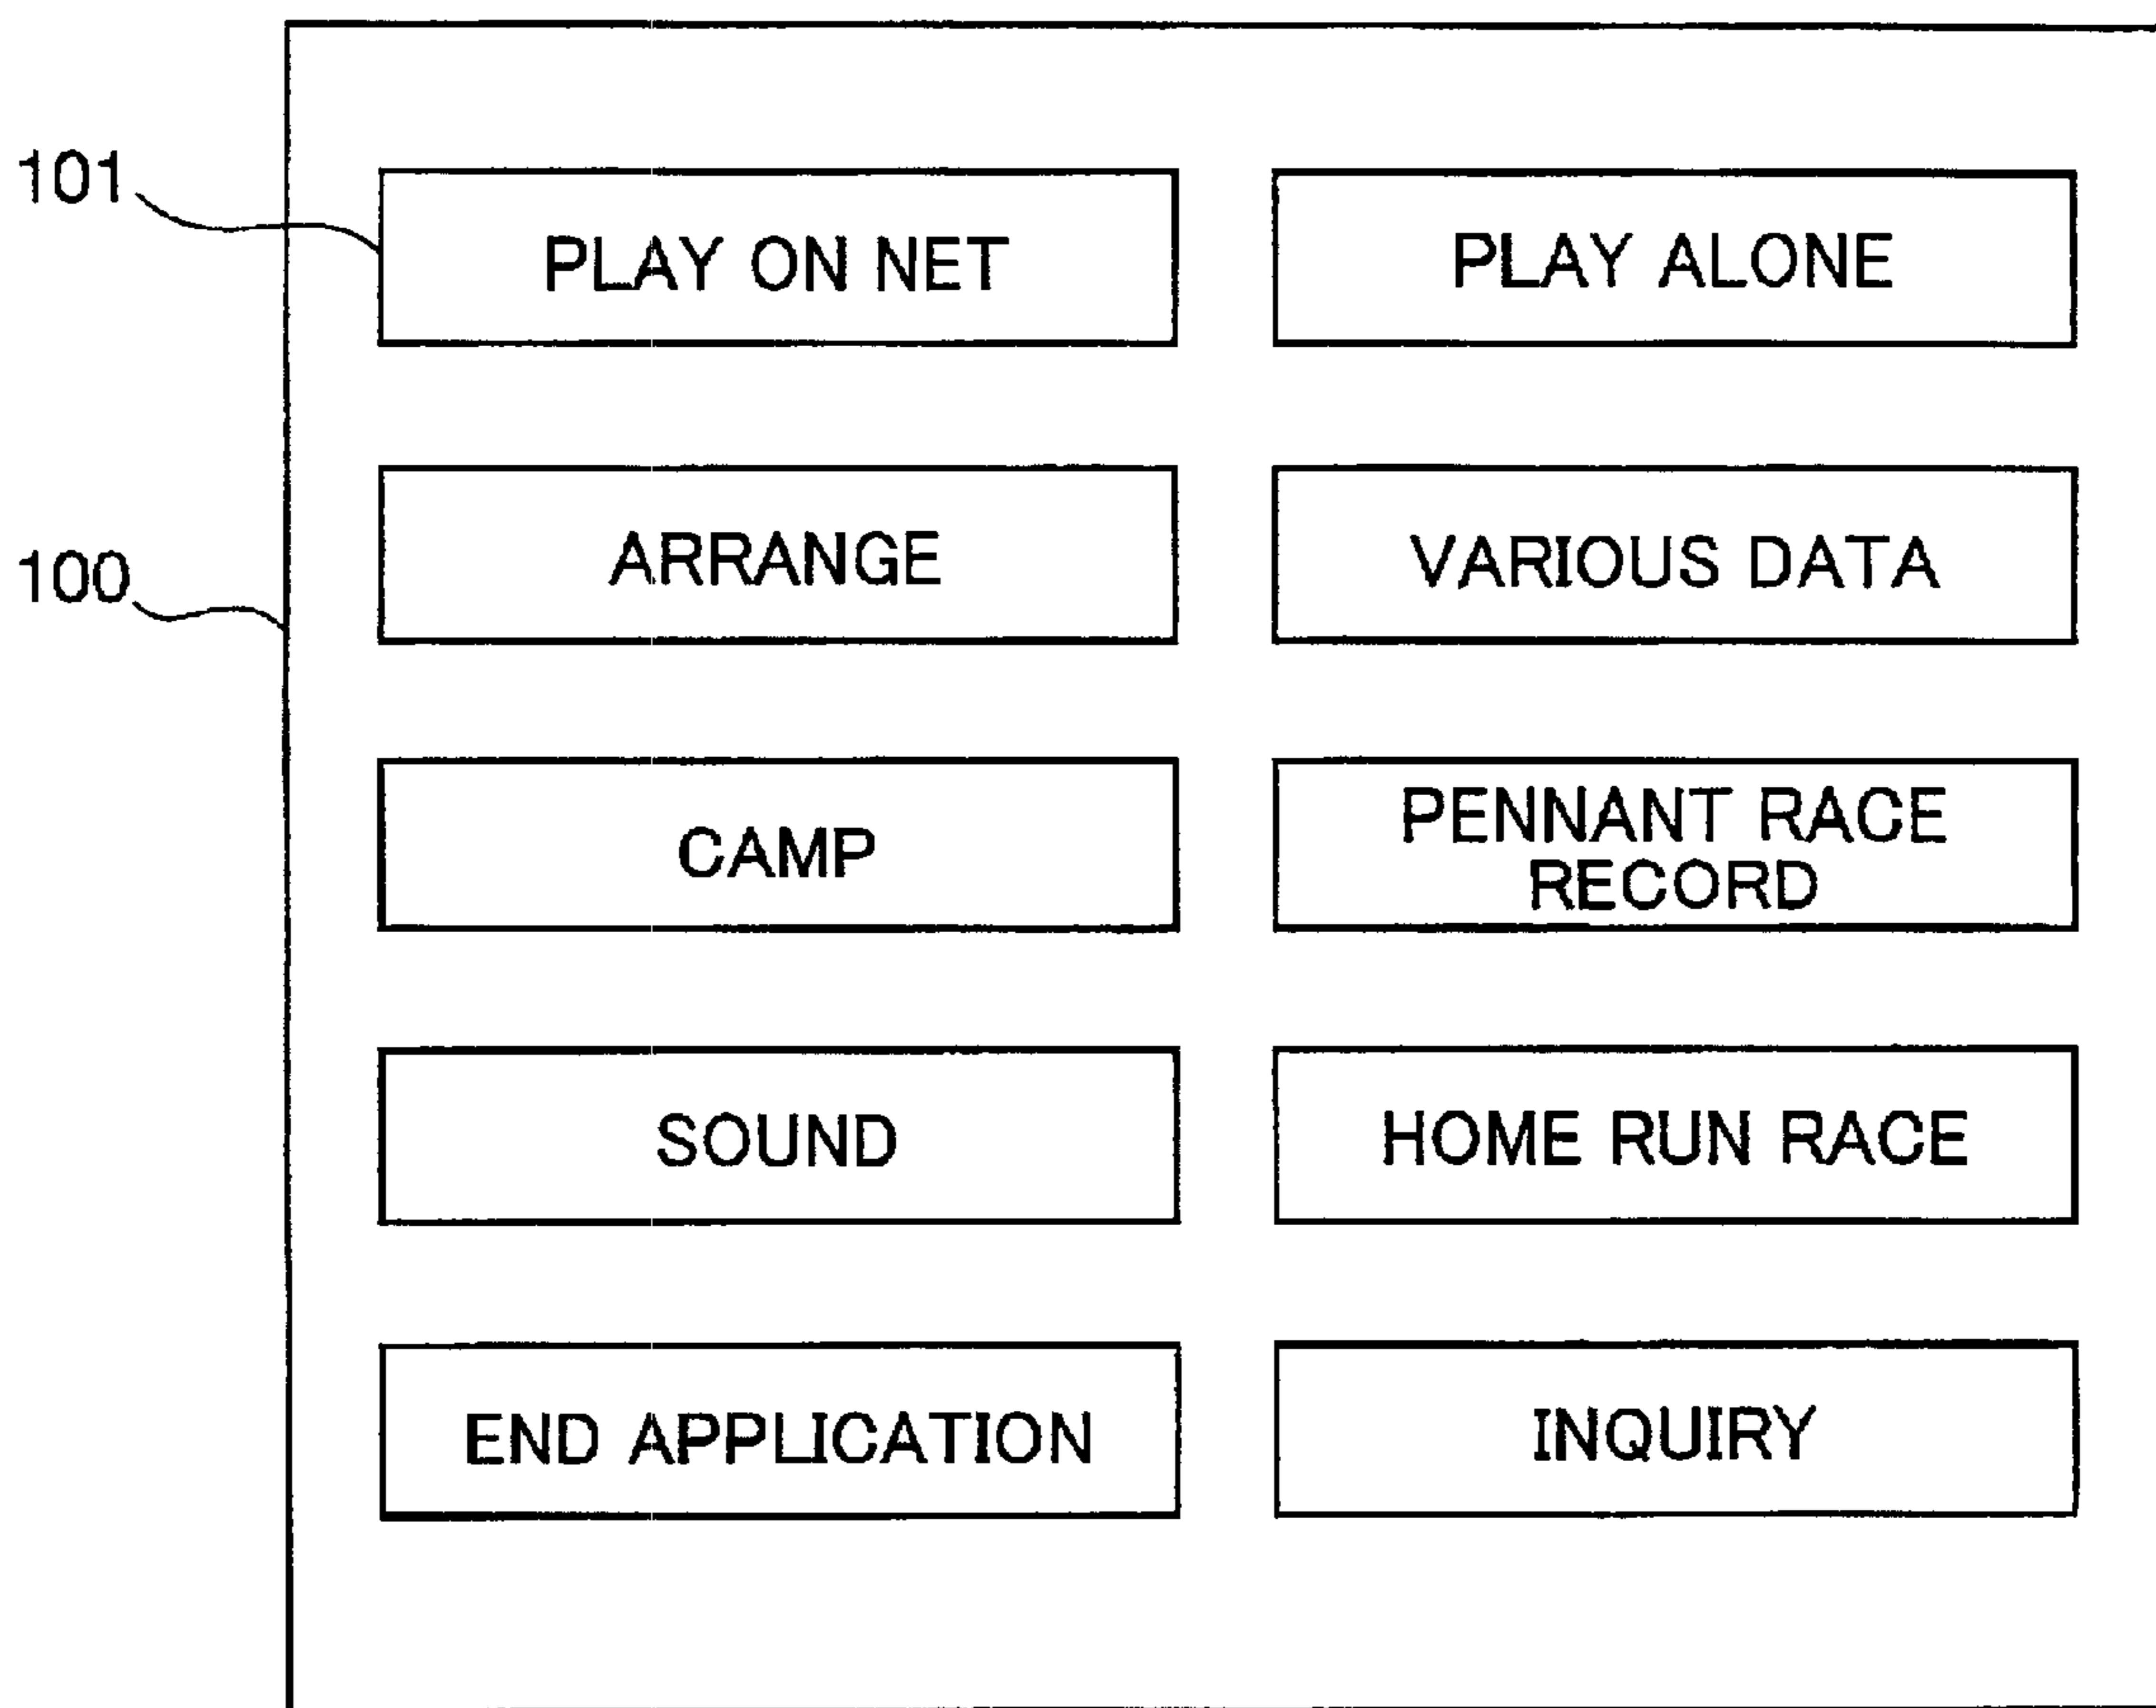 101
PLAY ON NET
PLAY ALONE
ARRANGE
VARIOUS DATA
100
CAMP
PENNANT RACE
RECORD
SOUND
HOME RUN RACE
END APPLICATION
INQUIRY